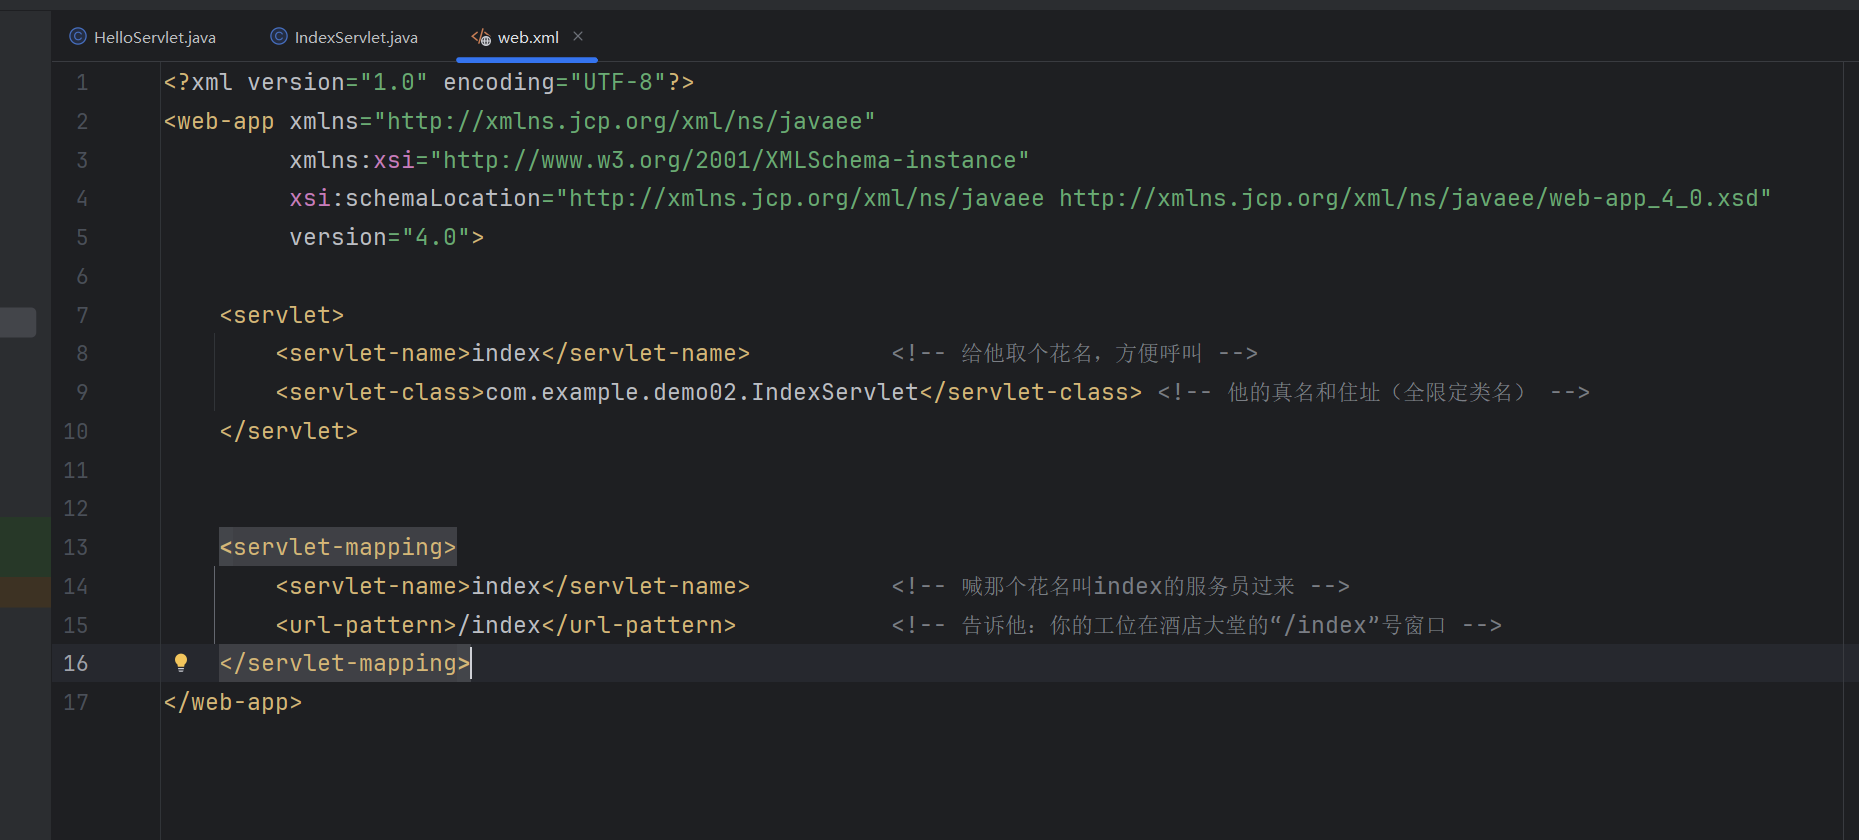 HelloServlet.java IndexServlet.java web.xml
1 <?xml version="1.0" encoding="UTF-8"?>
2 <web-app xmlns="http://xmlns.jcp.org/xml/ns/javaee"
3 xmlns:xsi="http://www.w3.org/2001/XMLSchema-instance"
4 xsi:schemaLocation="http://xmlns.jcp.org/xml/ns/javaee http://xmlns.jcp.org/xml/ns/javaee/web-app_4_0.xsd"
5 version="4.0">
6
7 <servlet>
8 <servlet-name>index</servlet-name> <!-- 给他取个花名，方便呼叫 -->
9 <servlet-class>com.example.demo02.IndexServlet</servlet-class> <!-- 他的真名和住址（全限定类名） -->
10 </servlet>
11
12
13 <servlet-mapping>
14 <servlet-name>index</servlet-name> <!-- 喊那个花名叫index的服务员过来 -->
15 <url-pattern>/index</url-pattern> <!-- 告诉他：你的工位在酒店大堂的“/index”号窗口 -->
16 </servlet-mapping>
17 </web-app>